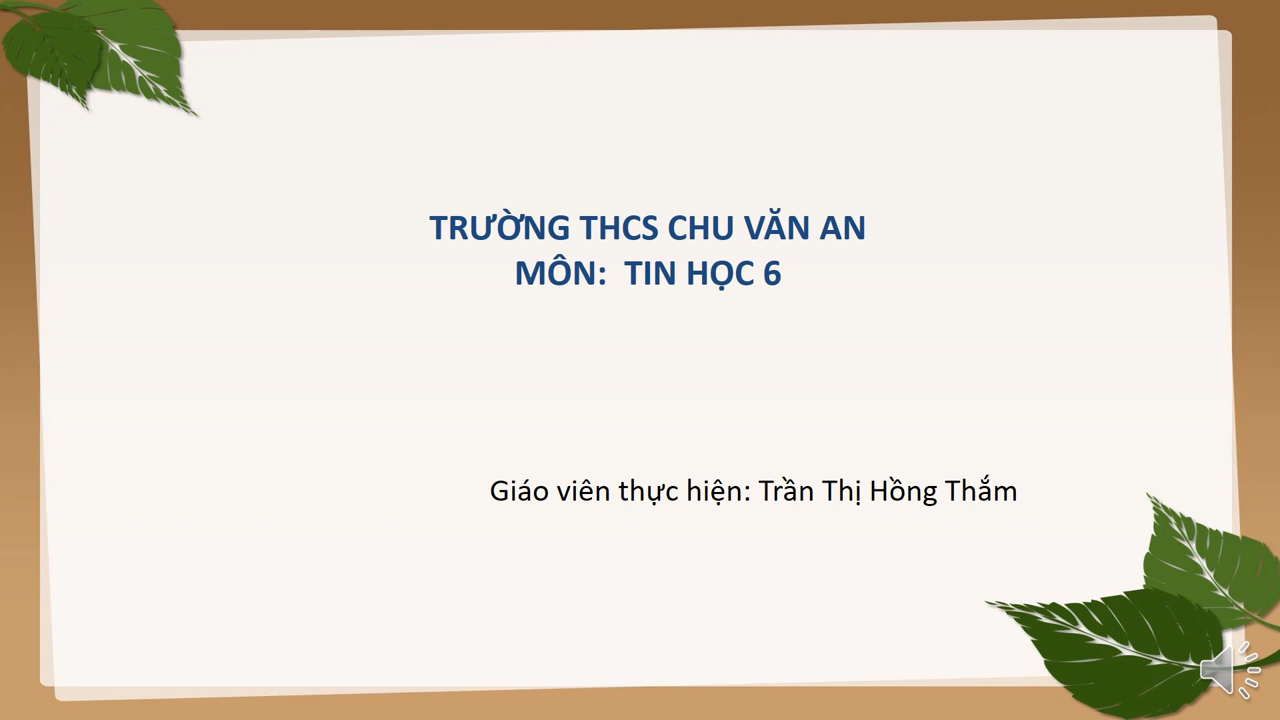 TRƯỜNG THCS CHU VĂN AN
MÔN: TIN HỌC 6
Giáo viên thực hiện: Trần Thị Hồng Thắm